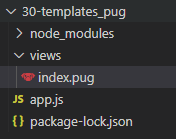 30-templates_pug
node_modules
views
index.pug
JS app.js
{} package-lock.json